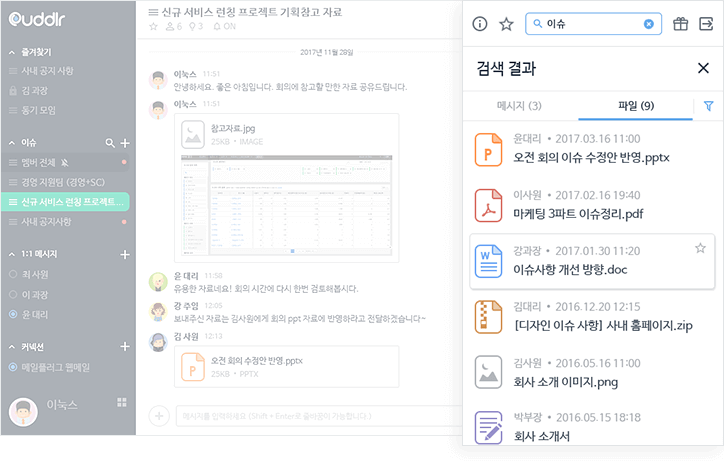 Cuddlr
즐겨찾기
사내 공지 사항
김 과장
동기 모임
이슈
멤버 전체
경영 지원팀 (경영+SC)
신규 서비스 런칭 프로젝트...
사내 공지사항
1:1 메시지
최 사원
이 과장
윤 대리
커넥션
메일플러그 웹메일
이눅스
신규 서비스 런칭 프로젝트 기획참고 자료
6 3 ON
2017년 11월 28일
이눅스 11:51
안녕하세요. 좋은 아침입니다. 회의에 참고할 만한 자료 공유드립니다.
이눅스 11:51
참고자료.jpg
25KB • IMAGE
윤 대리 11:58
유용한 자료네요! 회의 시간에 다시 한번 검토해봅시다.
강 주임 12:05
보내주신 자료는 김사원에게 회의 ppt 자료에 반영하라고 전달하겠습니다~
김 사원 12:13
오전 회의 수정안 반영.pptx
25KB • PPTX
메시지를 입력하세요 (Shift + Enter로 줄바꿈이 가능합니다.)
이슈
검색 결과
메시지 (3)
파일 (9)
윤대리 • 2017.03.16 11:00
오전 회의 이슈 수정안 반영.pptx
이사원 • 2017.02.16 19:40
마케팅 3파트 이슈정리.pdf
강과장 • 2017.01.30 11:20
이슈사항 개선 방향.doc
김대리 • 2016.12.20 12:15
[디자인 이슈 사항] 사내 홈페이지.zip
김사원 • 2016.05.16 11:00
회사 소개 이미지.png
박부장 • 2016.05.15 18:18
회사 소개서